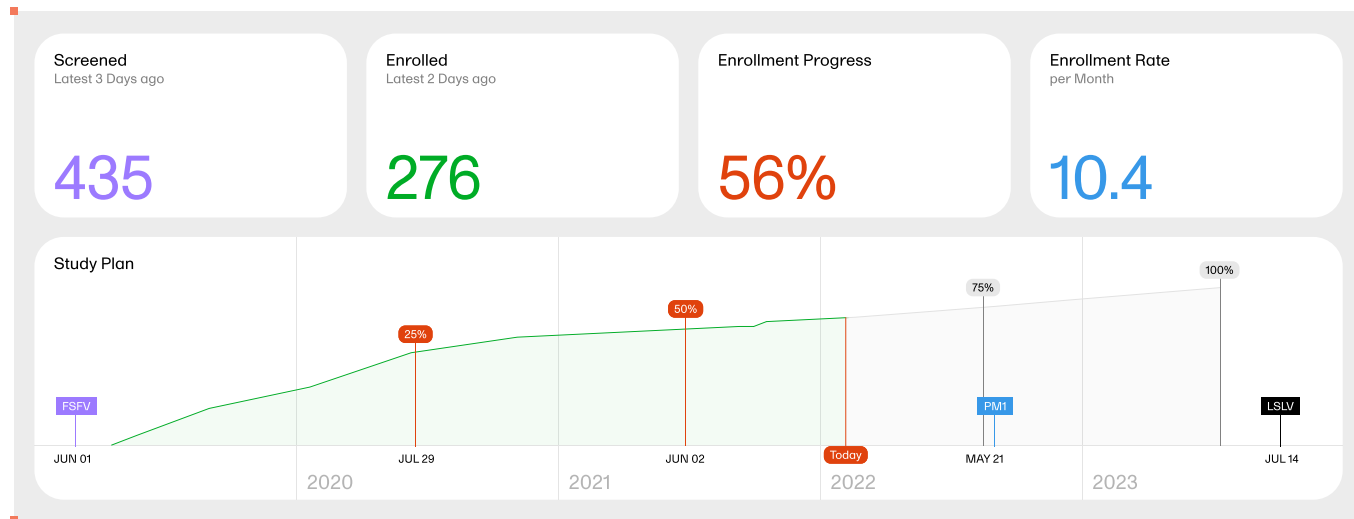 Screened
Latest 3 Days ago
435
Enrolled
Latest 2 Days ago
276
Enrollment Progress
56%
Enrollment Rate
per Month
10.4
Study Plan
25%
50%
75%
100%
FSFV
PM1
LSLV
JUN 01
JUL 29
JUN 02
Today
MAY 21
JUL 14
2020
2021
2022
2023